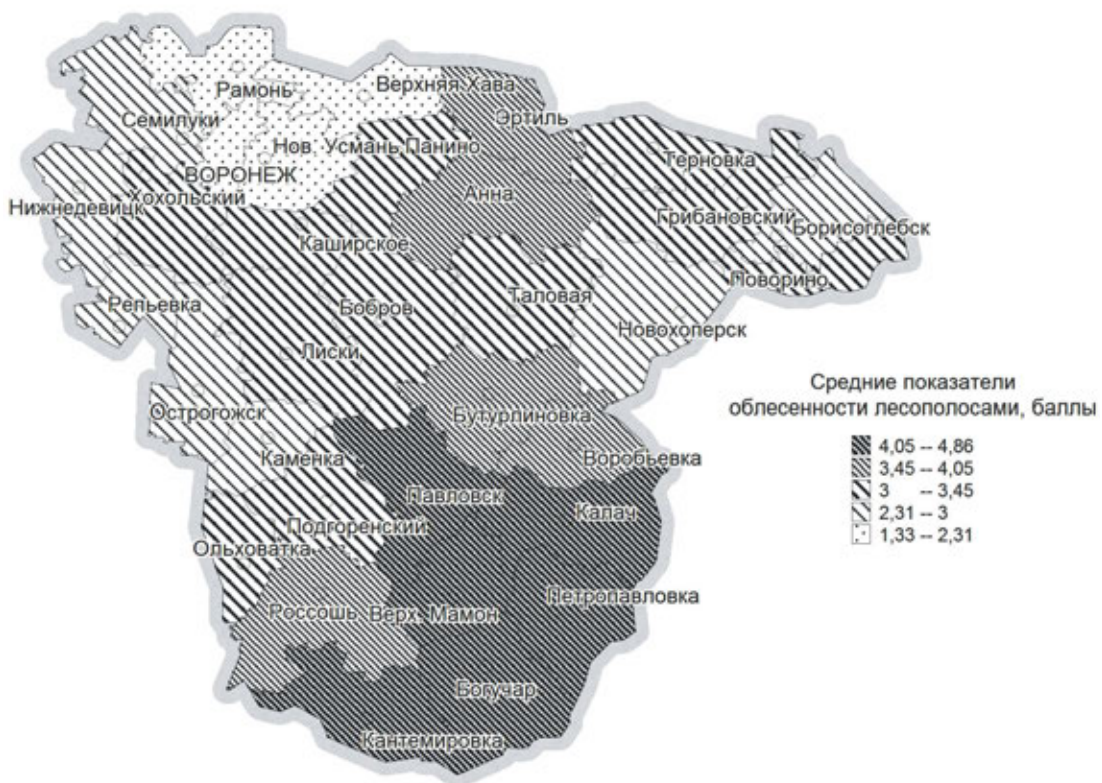 Верхняя Хава
Рамонь
Эртиль
Семилуки
Нов. Усмань
Панино
Терновка
ВОРОНЕЖ
Анна
Хохольский
Нижнедевицк
Грибановский
Борисоглебск
Каширское
Поворино
Таловая
Репьевка
Бобров
Новохоперск
Лиски
Острогожск
Бутурлиновка
Каменка
Воробьевка
Павловск
Калач
Подгоренский
Ольховатка
Петропавловка
Россошь
Верх. Мамон
Богучар
Кантемировка
Средние показатели
облесенности лесополосами, баллы
4,05 -- 4,86
3,45 -- 4,05
3 -- 3,45
2,31 -- 3
1,33 -- 2,31